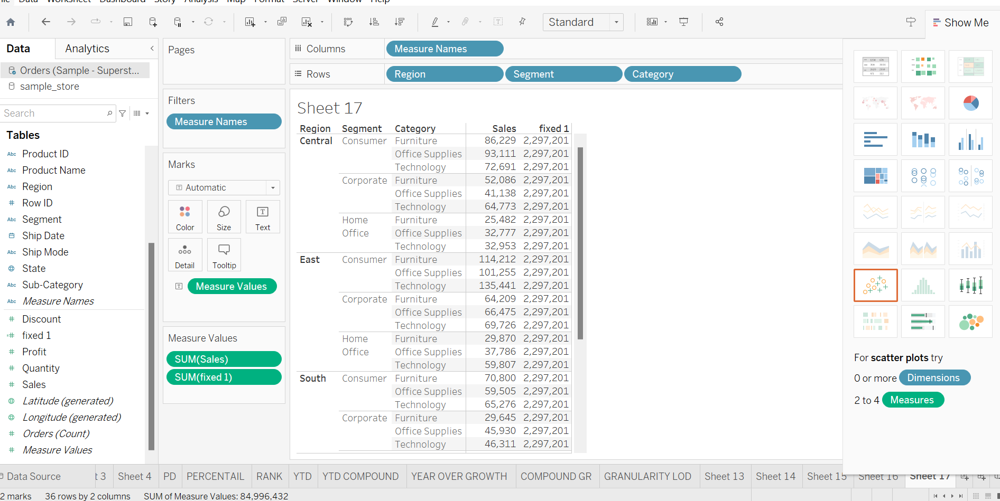 Data Worksheet Dashboard Story Analysis Map Format Server Window Help
Standard
Show Me
Data
Analytics
Orders (Sample - Superst...
sample_store
Search
Tables
Abc Product ID
Abc Product Name
Abc Region
# Row ID
Abc Segment
Ship Date
Abc Ship Mode
State
Abc Sub-Category
Abc Measure Names
# Discount
=# fixed 1
# Profit
# Quantity
# Sales
Latitude (generated)
Longitude (generated)
# Orders (Count)
# Measure Values
Pages
Filters
Measure Names
Marks
T Automatic
Color
Size
T Text
Detail
Tooltip
T Measure Values
Measure Values
SUM(Sales)
SUM(fixed 1)
Columns Measure Names
Rows Region Segment Category
Sheet 17
Region Segment Category Sales fixed 1
Central Consumer Furniture 86,229 2,297,201
Office Supplies 93,111 2,297,201
Technology 72,691 2,297,201
Corporate Furniture 52,086 2,297,201
Office Supplies 41,138 2,297,201
Technology 64,773 2,297,201
Home Furniture 25,482 2,297,201
Office Office Supplies 32,777 2,297,201
Technology 32,953 2,297,201
East Consumer Furniture 114,212 2,297,201
Office Supplies 101,255 2,297,201
Technology 135,441 2,297,201
Corporate Furniture 64,209 2,297,201
Office Supplies 66,475 2,297,201
Technology 69,726 2,297,201
Home Furniture 29,870 2,297,201
Office Office Supplies 37,786 2,297,201
Technology 59,807 2,297,201
South Consumer Furniture 70,800 2,297,201
Office Supplies 59,505 2,297,201
Technology 65,276 2,297,201
Corporate Furniture 29,645 2,297,201
Office Supplies 45,930 2,297,201
Technology 46,311 2,297,201
For scatter plots try
0 or more Dimensions
2 to 4 Measures
Data Source t 3 Sheet 4 PD PERCENTAIL RANK YTD YTD COMPOUND YEAR OVER GROWTH COMPOUND GR GRANULARITY LOD Sheet 13 Sheet 14 Sheet 15 Sheet 16 Sheet 17
2 marks 36 rows by 2 columns SUM of Measure Values: 84,996,432